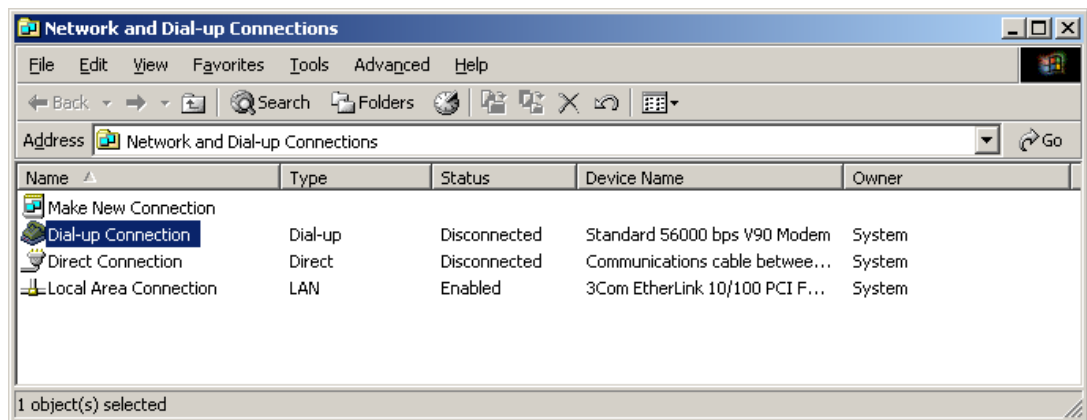 Network and Dial-up Connections
File Edit View Favorites Tools Advanced Help
Back Search Folders
Address Network and Dial-up Connections Go
Name Type Status Device Name Owner
Make New Connection
Dial-up Connection Dial-up Disconnected Standard 56000 bps V90 Modem System
Direct Connection Direct Disconnected Communications cable betwee... System
Local Area Connection LAN Enabled 3Com EtherLink 10/100 PCI F... System
1 object(s) selected